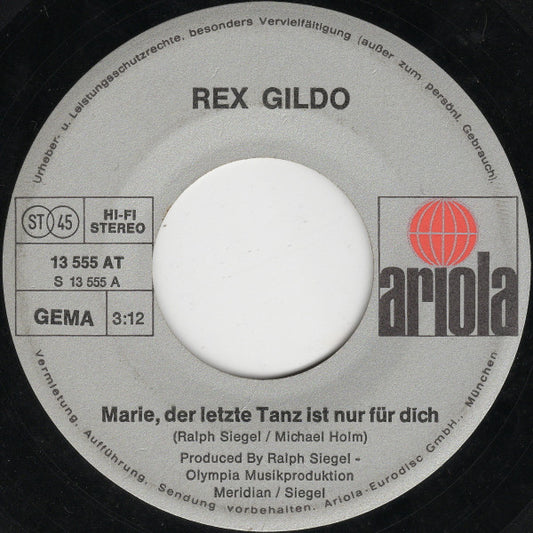 Urheber- u. Leistungsschutzrechte, besonders Vervielfältigung (außer zum persönl. Gebrauch),
REX GILDO
ST 45
HI-FI
STEREO
13 555 AT
S 13 555 A
GEMA 3:12
ariola
Marie, der letzte Tanz ist nur für dich
(Ralph Siegel / Michael Holm)
Produced By Ralph Siegel -
Olympia Musikproduktion
Meridian / Siegel
Vermietung, Aufführung, Sendung vorbehalten. Ariola-Eurodisc GmbH., München